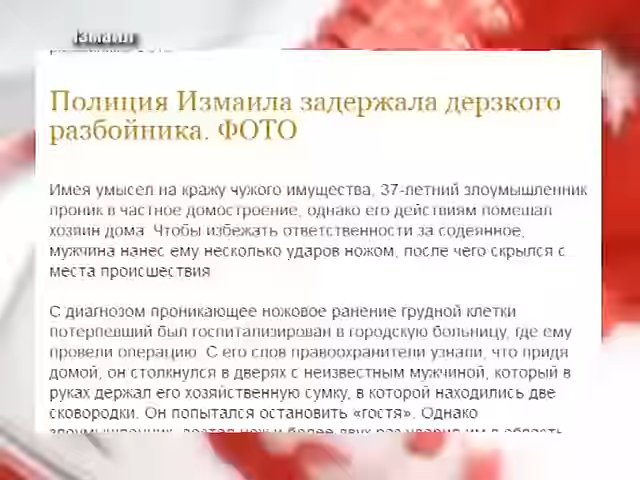 Измаил
Полиция Измаила задержала дерзкого
разбойника. ФОТО
Имея умысел на кражу чужого имущества, 37-летний злоумышленник
проник в частное домостроение, однако его действиям помешал
хозяин дома. Чтобы избежать ответственности за содеянное,
мужчина нанес ему несколько ударов ножом, после чего скрылся с
места происшествия
С диагнозом проникающее ножовое ранение грудной клетки
потерпевший был госпитализирован в городскую больницу, где ему
провели операцию. С его слов правоохранители узнали, что придя
домой, он столкнулся в дверях с неизвестным мужчиной, который в
руках держал его хозяйственную сумку, в которой находились две
сковородки. Он попытался остановить «гостя». Однако